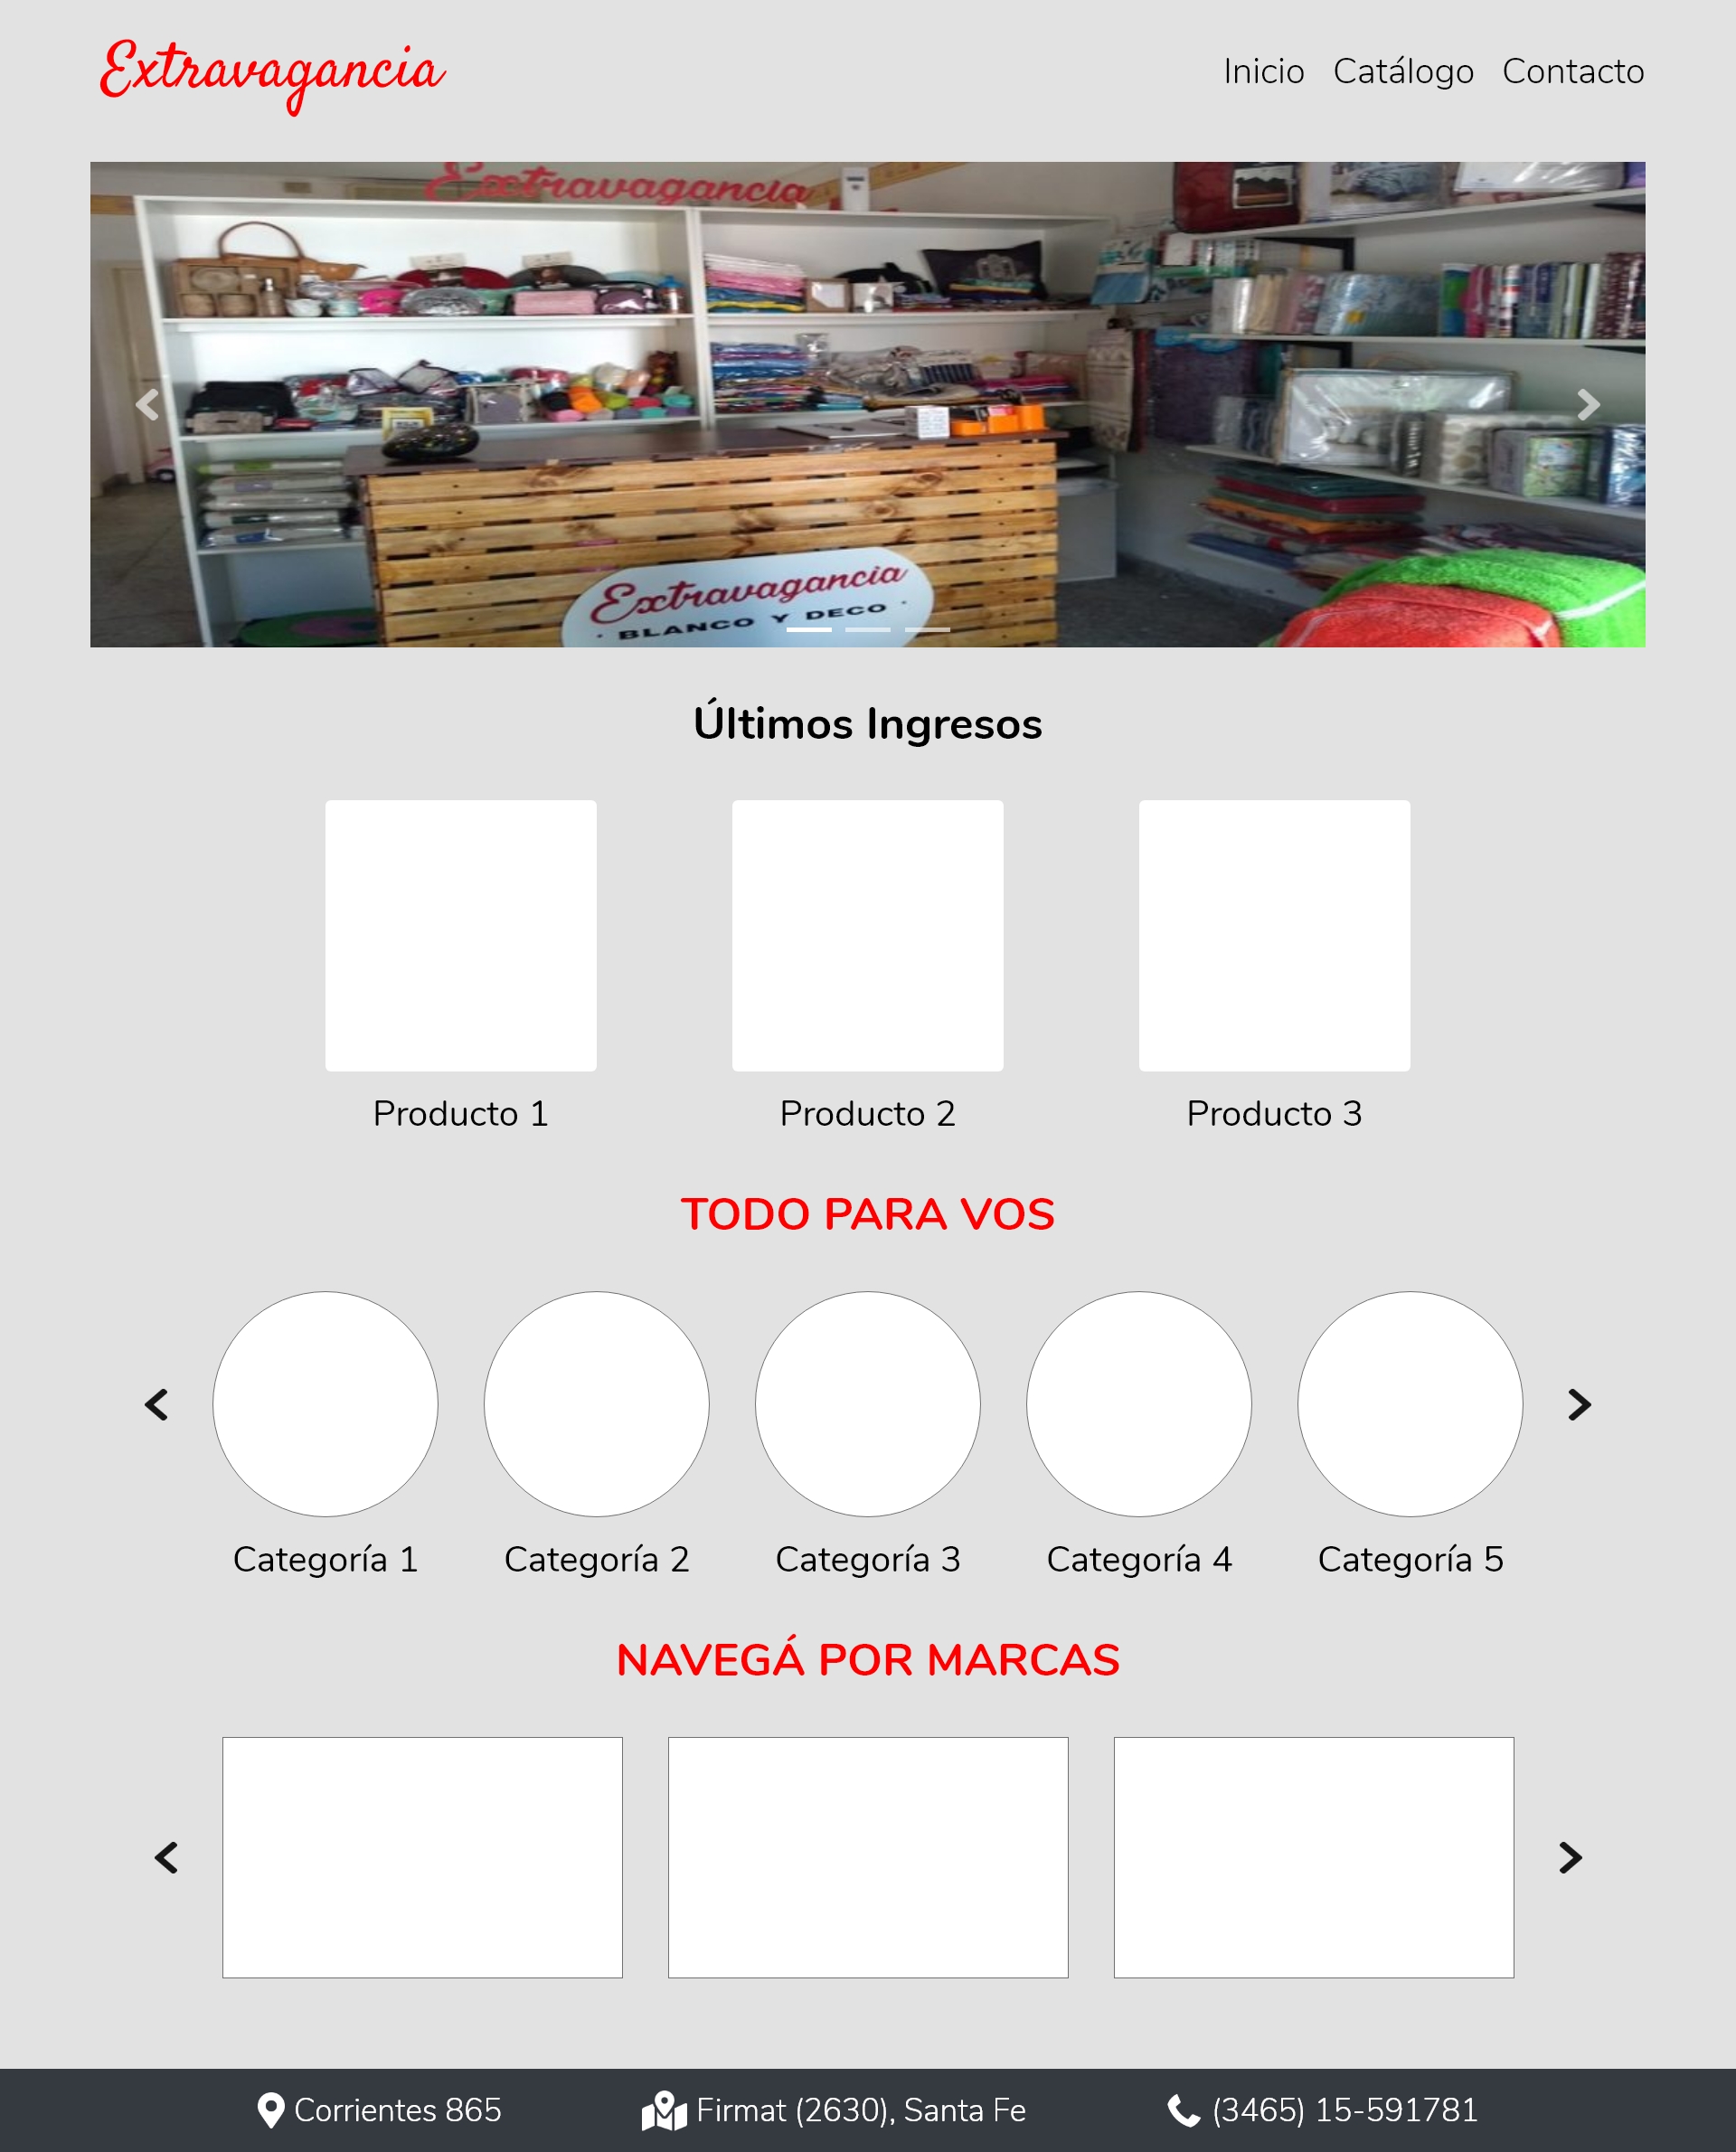 Extravagancia
Inicio Catálogo Contacto
Extravagancia
Extravagancia
BLANCO Y DECO
Últimos Ingresos
Producto 1 Producto 2 Producto 3
TODO PARA VOS
Categoría 1 Categoría 2 Categoría 3 Categoría 4 Categoría 5
NAVEGÁ POR MARCAS
Corrientes 865 Firmat (2630), Santa Fe (3465) 15-591781